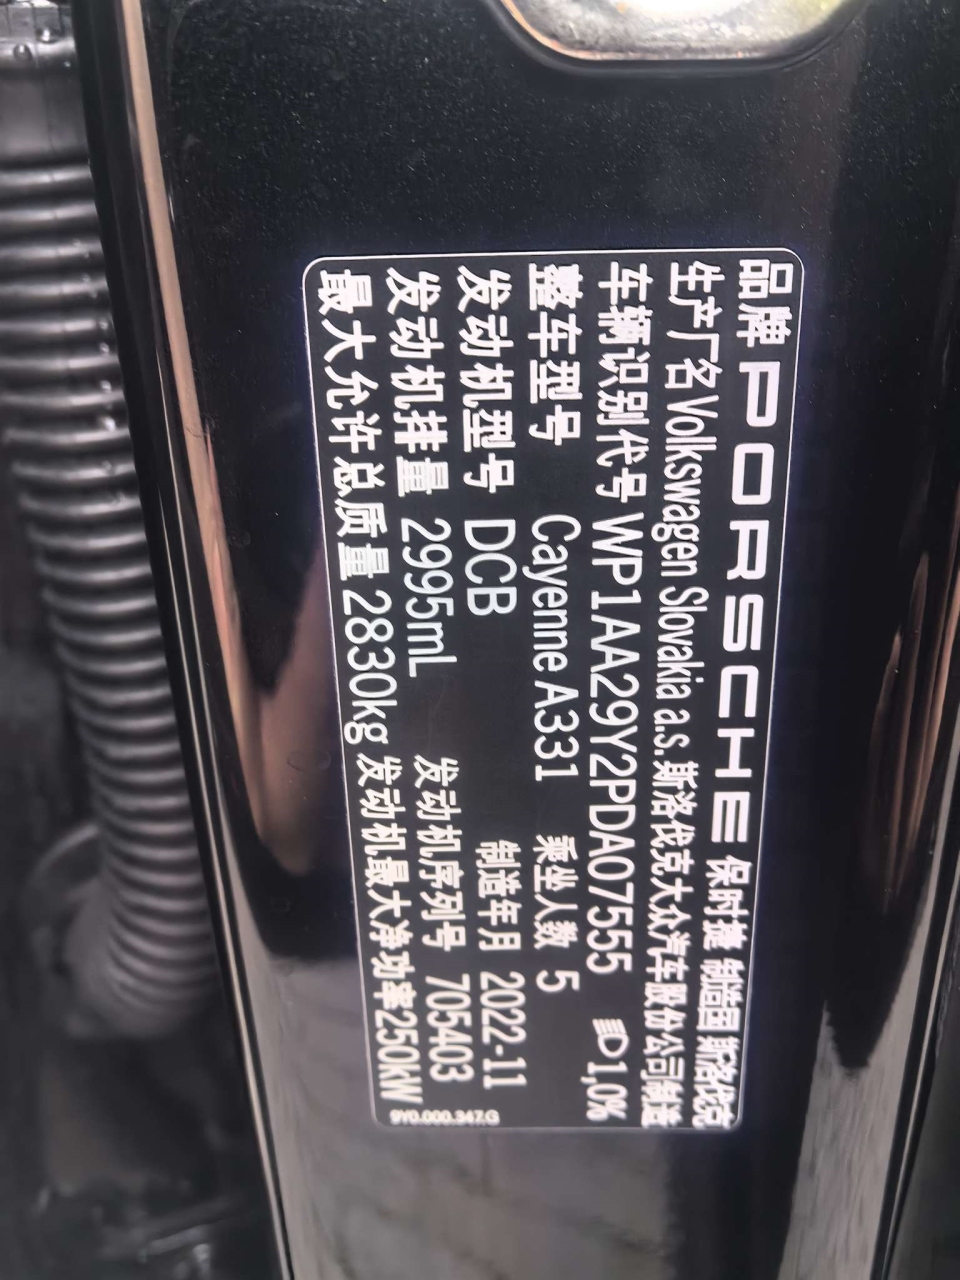 品牌 PORSCHE 保时捷 制造国 斯洛伐克
生产厂名 Volkswagen Slovakia a.s. 斯洛伐克大众汽车股份公司制造
车辆识别代号 WP1AA29Y2PDA07555 1,0%
整车型号 Cayenne A331 乘坐人数 5
发动机型号 DCB 制造年月 2022-11
发动机排量 2995mL 发动机序列号 705403
最大允许总质量 2830kg 发动机最大净功率250KW
9Y0.000.347.G